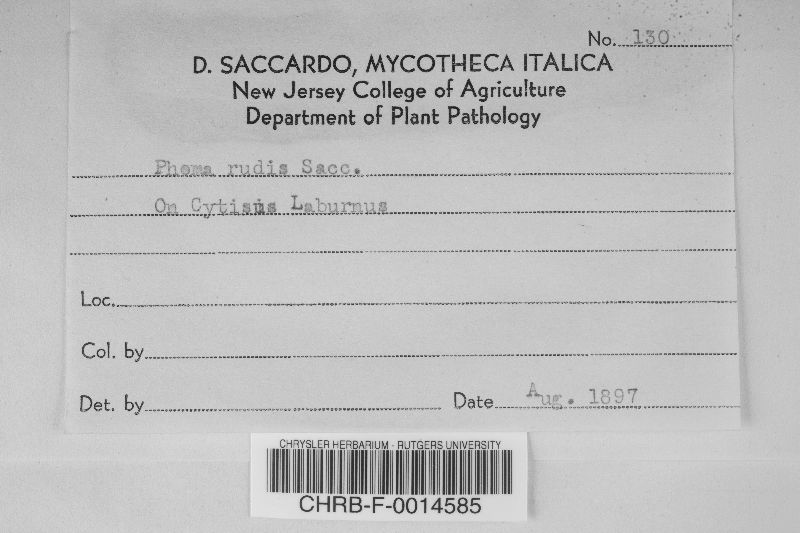 No. 130
D. SACCARDO, MYCOTHECA ITALICA
New Jersey College of Agriculture
Department of Plant Pathology
Phoma rudis Sacc.
On Cytisus Laburnus
Loc.
Col. by
Det. by
Date Aug. 1897
CHRYSLER HERBARIUM - RUTGERS UNIVERSITY
CHRB-F-0014585